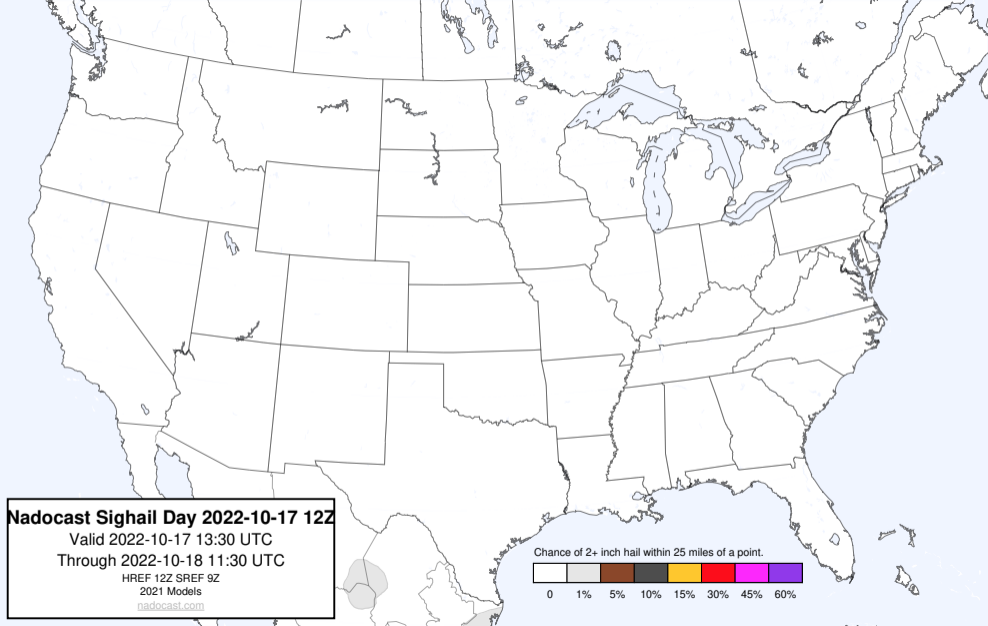 Nadocast Sighail Day 2022-10-17 12Z
Valid 2022-10-17 13:30 UTC
Through 2022-10-18 11:30 UTC
HREF 12Z SREF 9Z
2021 Models
nadocast.com
Chance of 2+ inch hail within 25 miles of a point.
0 1% 5% 10% 15% 30% 45% 60%